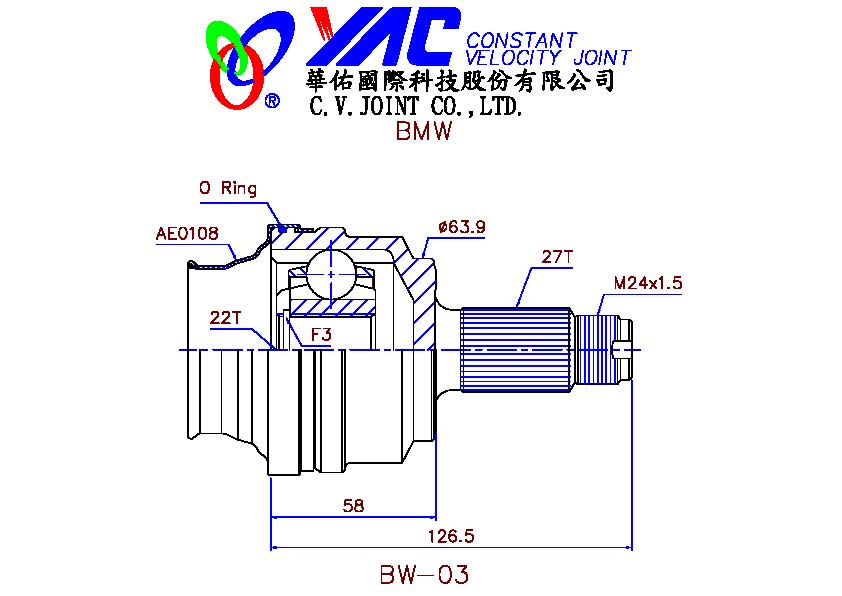 YAC CONSTANT
VELOCITY JOINT
®
華佑國際科技股份有限公司
C.V.JOINT CO.,LTD.
BMW
O Ring
AE0108
ø63.9
27T
M24x1.5
22T
F3
58
126.5
BW-03